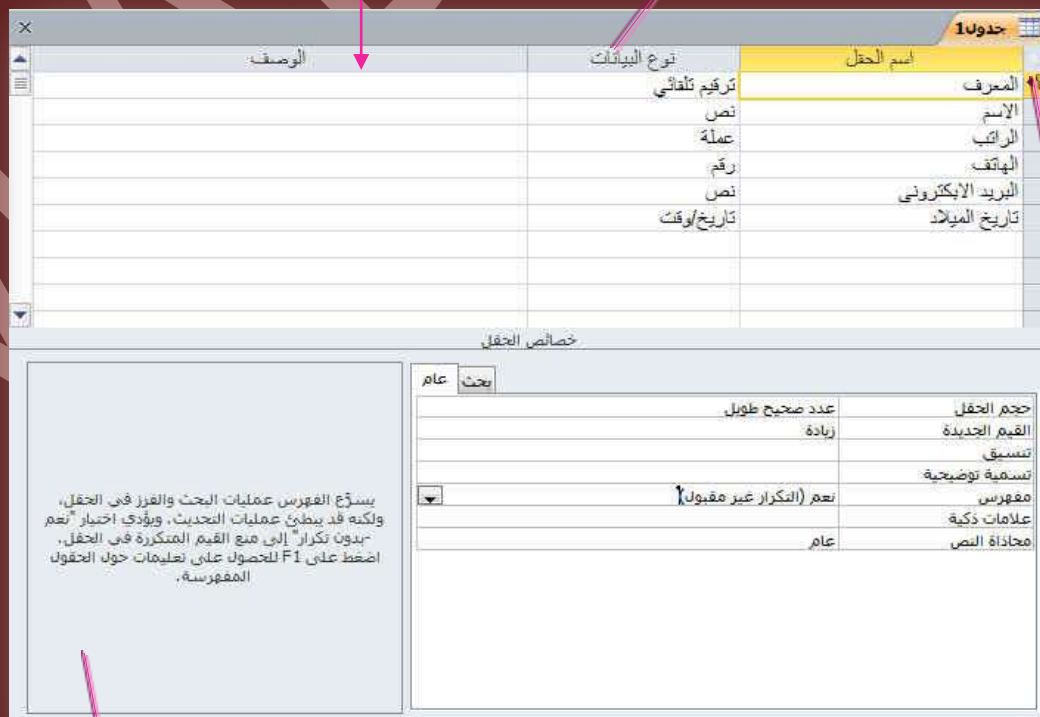 جدول1
اسم الحقل نوع البيانات الوصف
المعرف ترقيم تلقائي
الاسم نص
الراتب عملة
الهاتف رقم
البريد الايكتروني نص
تاريخ الميلاد تاريخ/وقت
خصائص الحقل
عام بحث
حجم الحقل عدد صحيح طويل
القيم الجديدة زيادة
تنسيق
تسمية توضيحية
مفهرس نعم (التكرار غير مقبول)
علامات ذكية
محاذاة النص عام
يسرّع الفهرس عمليات البحث والفرز في الحقل،
ولكنه قد يبطئ عمليات التحديث. ويؤدي اختيار "نعم
-بدون تكرار" إلى منع القيم المتكررة في الحقل.
اضغط على F1 للحصول على تعليمات حول الحقول
المفهرسة.